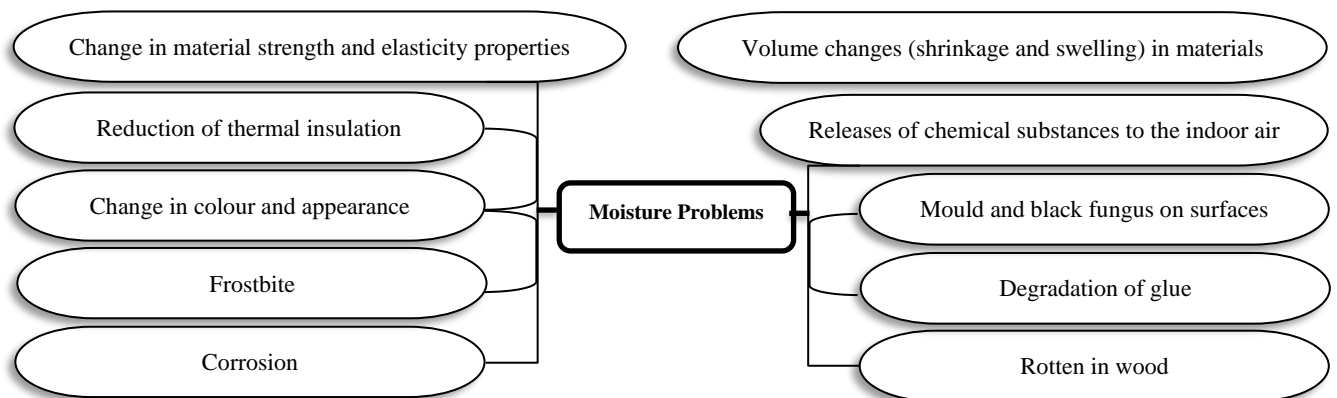 Change in material strength and elasticity properties
Reduction of thermal insulation
Change in colour and appearance
Frostbite
Corrosion
Moisture Problems
Volume changes (shrinkage and swelling) in materials
Releases of chemical substances to the indoor air
Mould and black fungus on surfaces
Degradation of glue
Rotten in wood